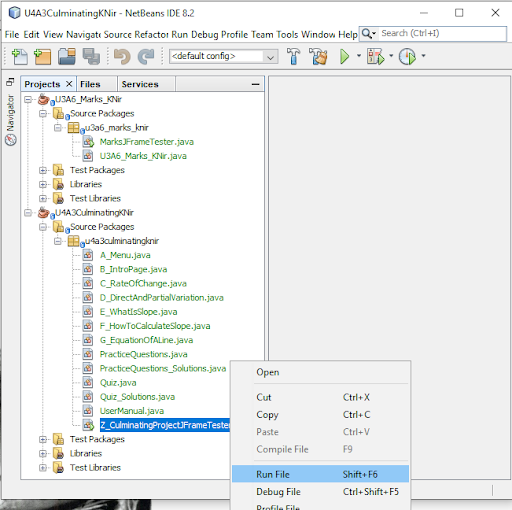 U4A3CulminatingKNir - NetBeans IDE 8.2
File Edit View Navigate Source Refactor Run Debug Profile Team Tools Window Help
Search (Ctrl+I)
<default config>
Projects Files Services
Navigator
U3A6_Marks_KNir
Source Packages
u3a6_marks_knir
MarksJFrameTester.java
U3A6_Marks_KNir.java
Test Packages
Libraries
Test Libraries
U4A3CulminatingKNir
Source Packages
u4a3culminatingknir
A_Menu.java
B_IntroPage.java
C_RateOfChange.java
D_DirectAndPartialVariation.java
E_WhatIsSlope.java
F_HowToCalculateSlope.java
G_EquationOfALine.java
PracticeQuestions.java
PracticeQuestions_Solutions.java
Quiz.java
Quiz_Solutions.java
UserManual.java
Z_CulminatingProjectJFrameTester
Test Packages
Libraries
Test Libraries
Open
Cut Ctrl+X
Copy Ctrl+C
Paste Ctrl+V
Compile File F9
Run File Shift+F6
Debug File Ctrl+Shift+F5
Profile File